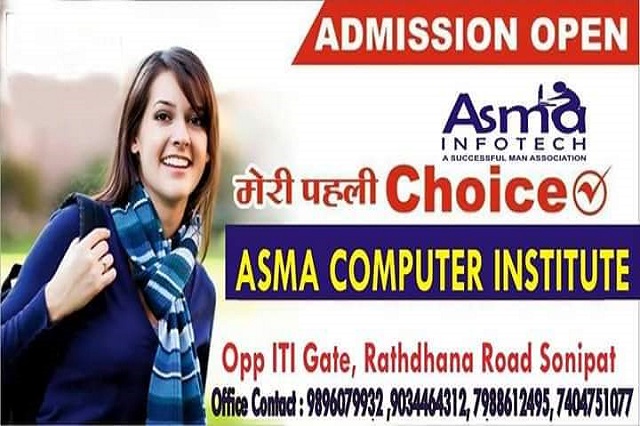 ADMISSION OPEN
Asma
INFOTECH
A SUCCESSFUL MAN ASSOCIATION
मेरी पहली Choice
ASMA COMPUTER INSTITUTE
Opp ITI Gate, Rathdhana Road Sonipat
Office Contact : 9896079932 ,9034464312, 7988612495, 7404751077